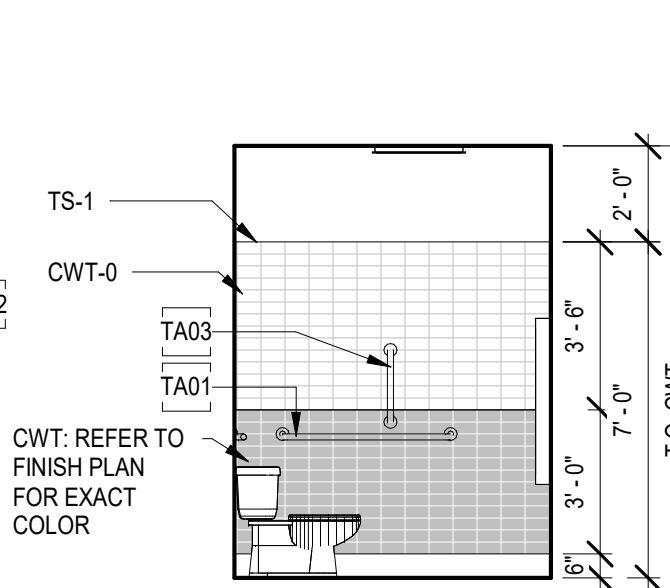 TS-1
CWT-0
2
TA03
TA01
CWT: REFER TO
FINISH PLAN
FOR EXACT
COLOR
2' - 0"
3' - 6"
7' - 0"
3' - 0"
6"